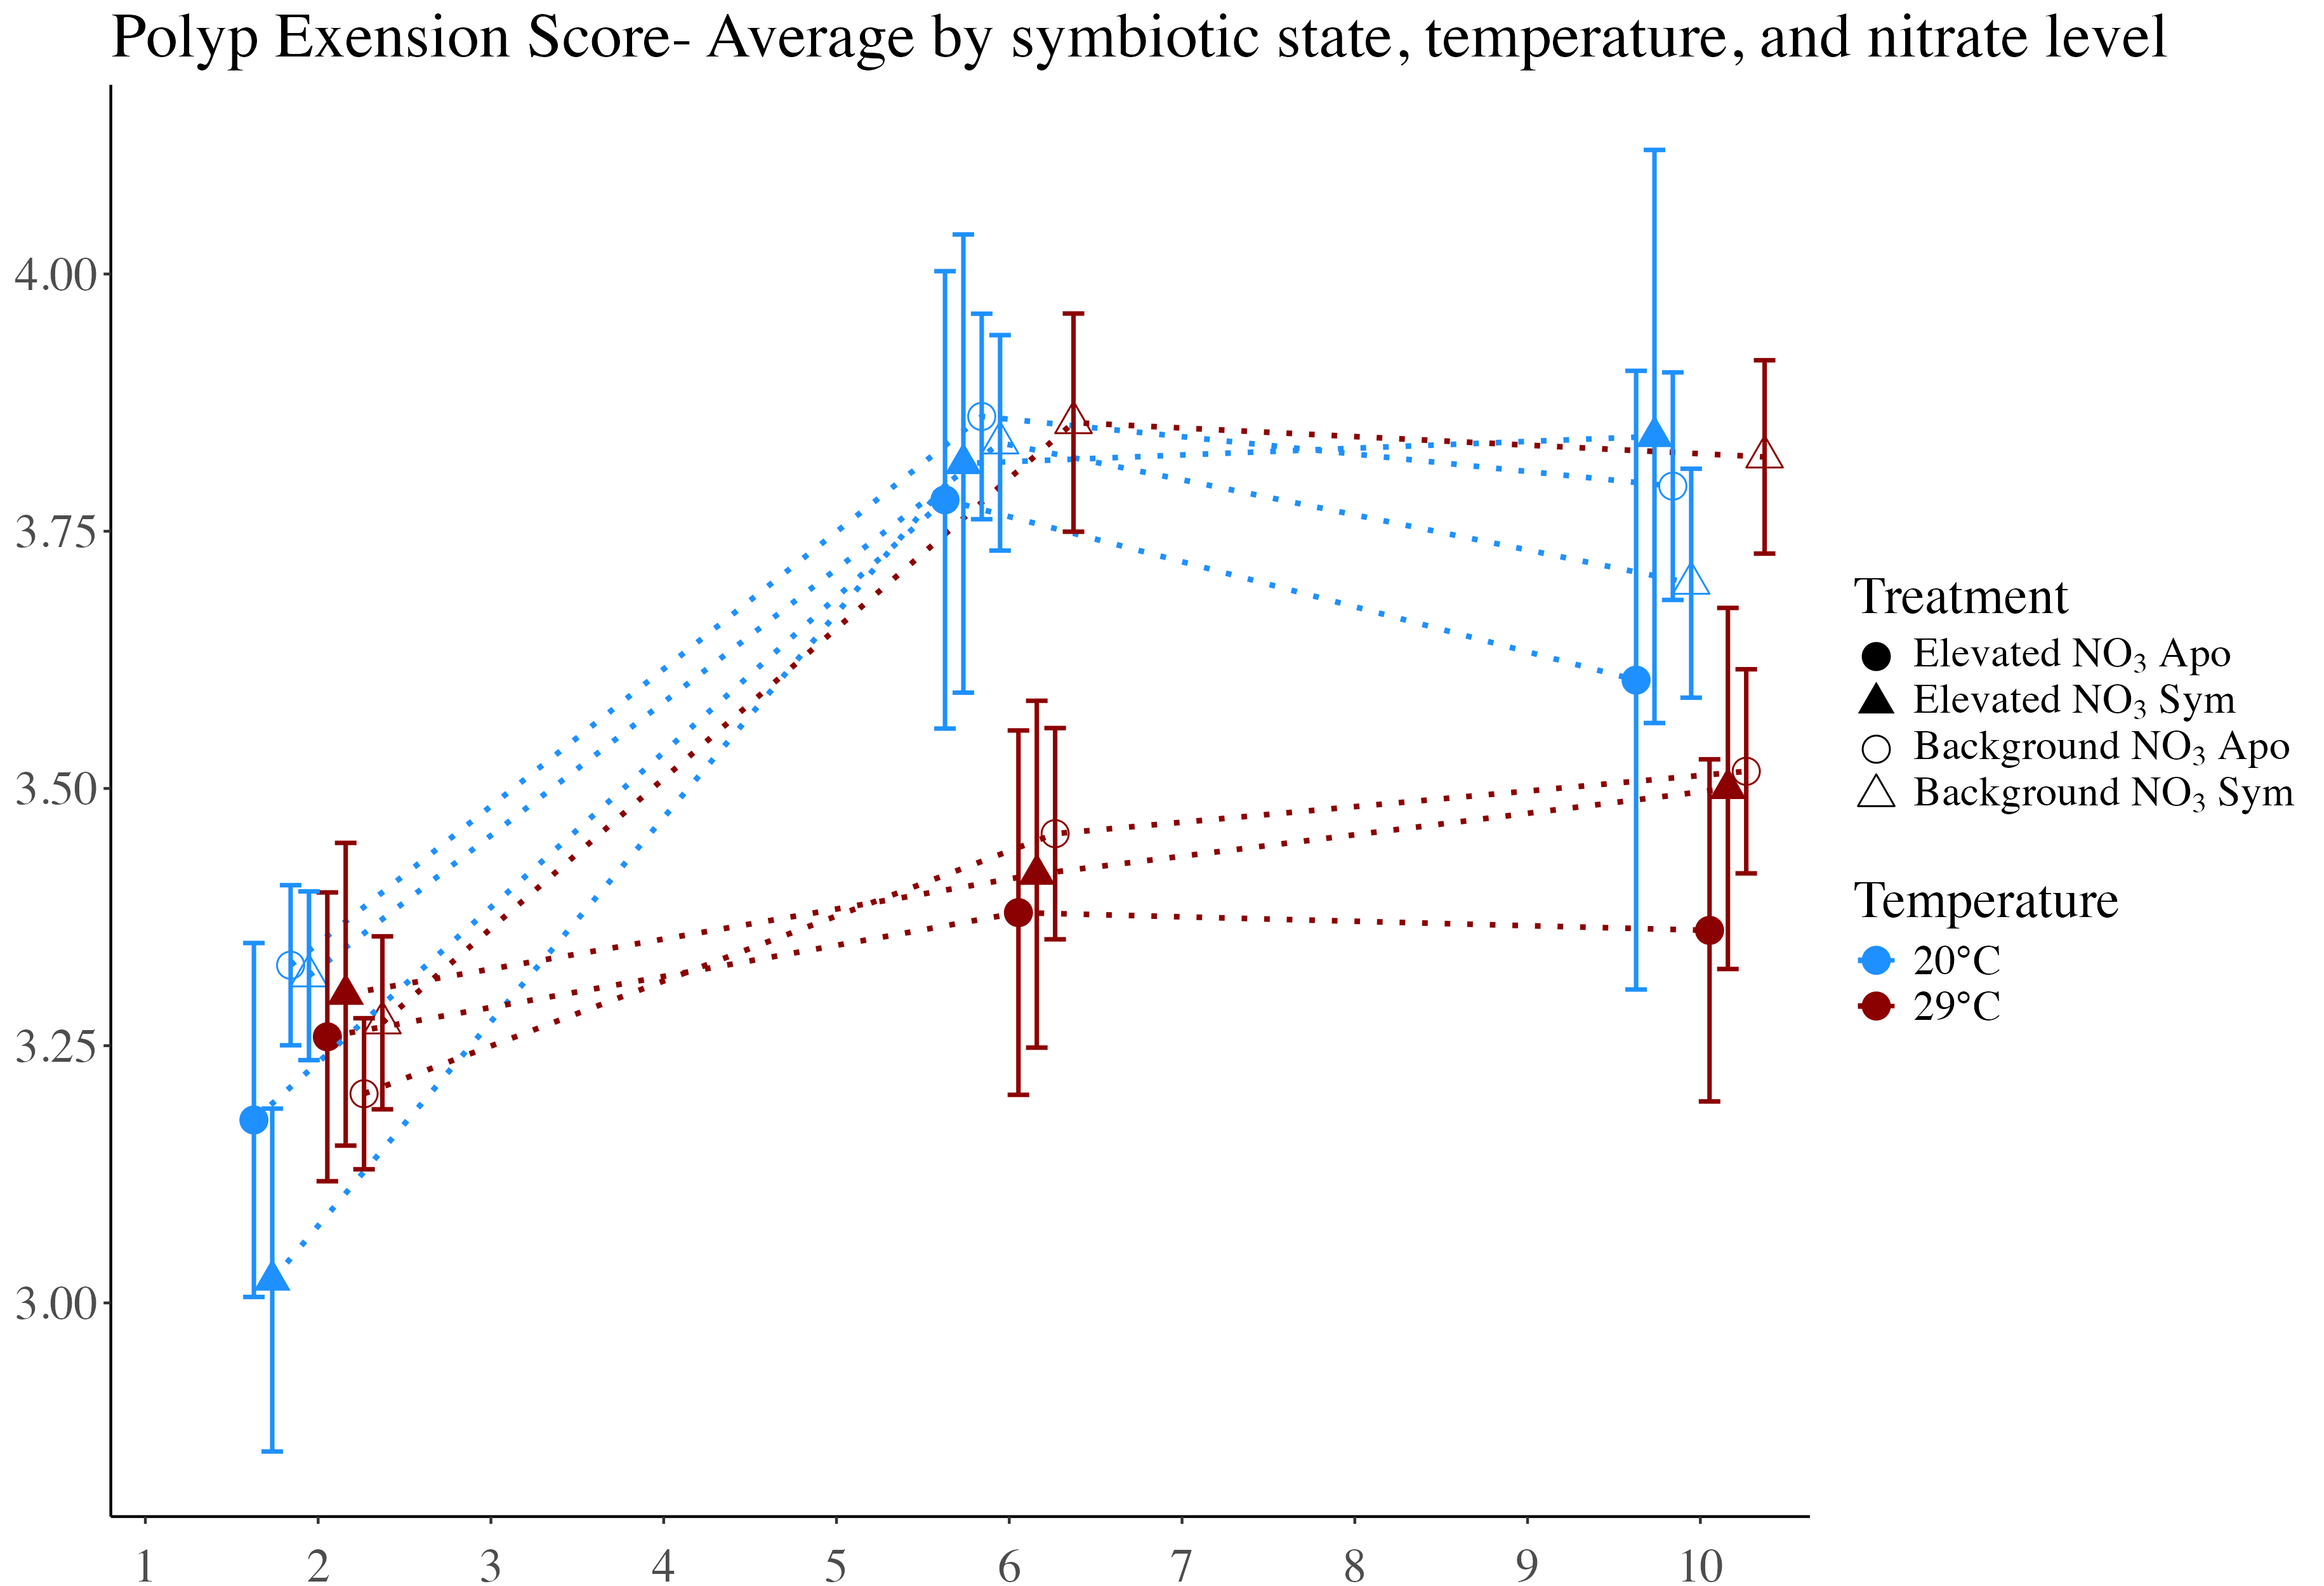 Polyp Exension Score- Average by symbiotic state, temperature, and nitrate level
4.00
3.75
3.50
3.25
3.00
1 2 3 4 5 6 7 8 9 10
Treatment
Elevated NO₃ Apo
Elevated NO₃ Sym
Background NO₃ Apo
Background NO₃ Sym
Temperature
20°C
29°C